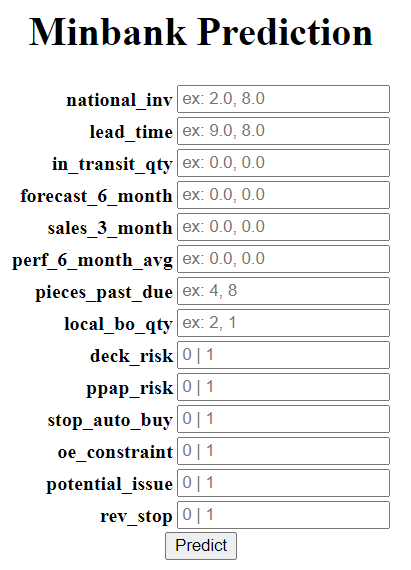 Minbank Prediction
national_inv ex: 2.0, 8.0
lead_time ex: 9.0, 8.0
in_transit_qty ex: 0.0, 0.0
forecast_6_month ex: 0.0, 0.0
sales_3_month ex: 0.0, 0.0
perf_6_month_avg ex: 0.0, 0.0
pieces_past_due ex: 4, 8
local_bo_qty ex: 2, 1
deck_risk 0 | 1
ppap_risk 0 | 1
stop_auto_buy 0 | 1
oe_constraint 0 | 1
potential_issue 0 | 1
rev_stop 0 | 1
Predict